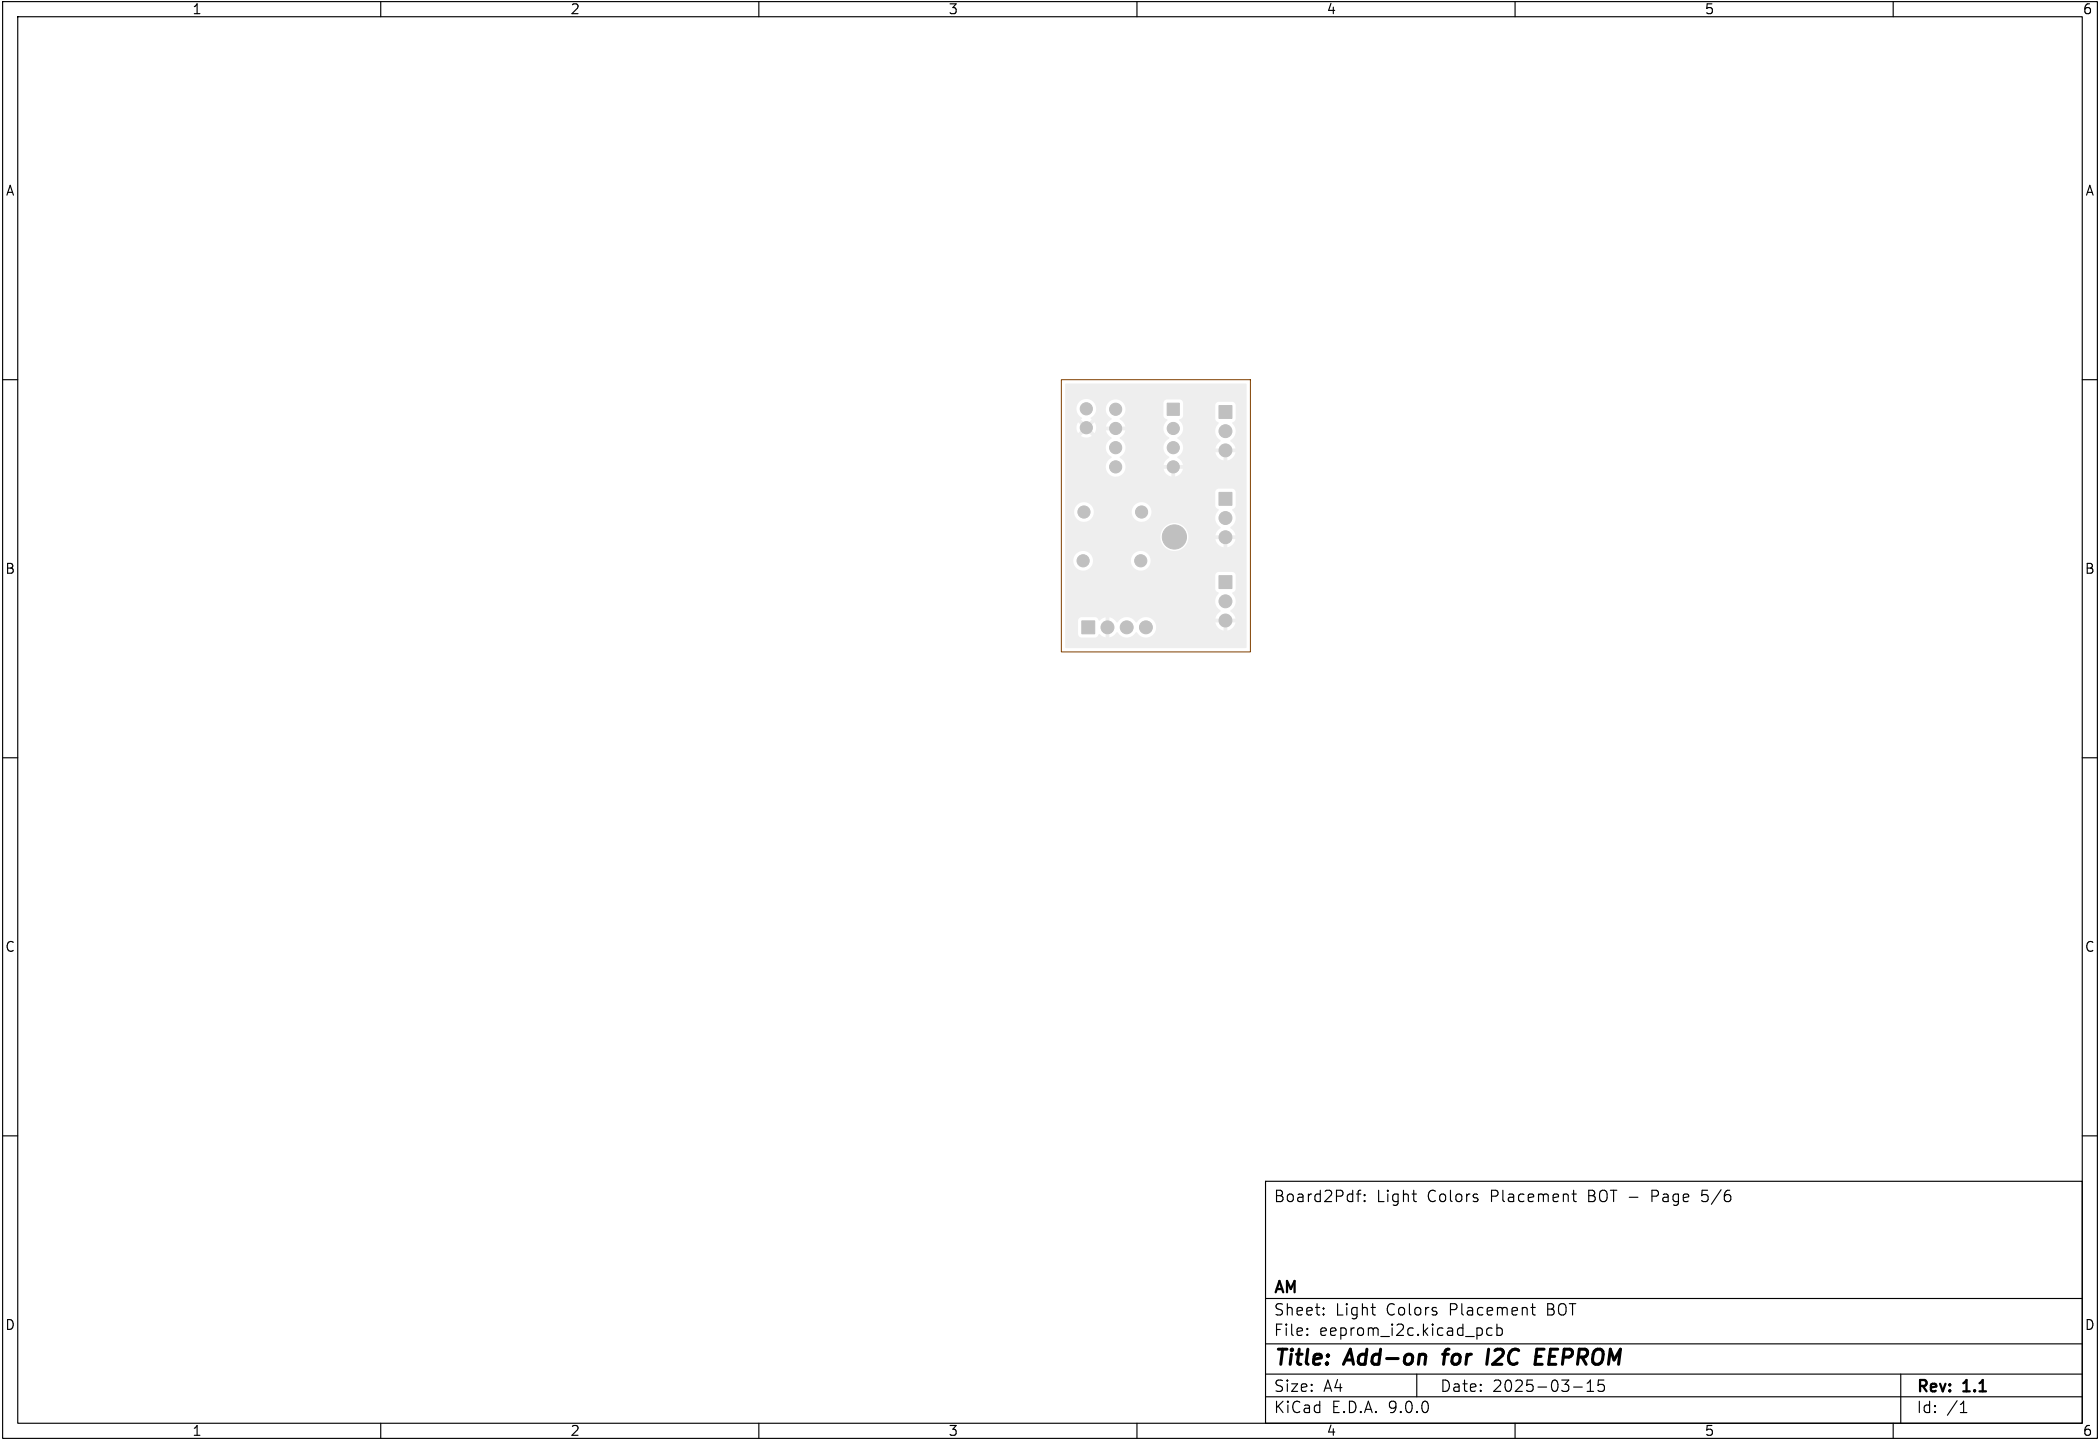 1 2 3 4 5 6
A A
B B
C C
Board2Pdf: Light Colors Placement BOT – Page 5/6
AM
Sheet: Light Colors Placement BOT
File: eeprom_i2c.kicad_pcb
D D
Title: Add–on for I2C EEPROM
Size: A4 Date: 2025–03–15 Rev: 1.1
KiCad E.D.A. 9.0.0 Id: /1
1 2 3 4 5 6